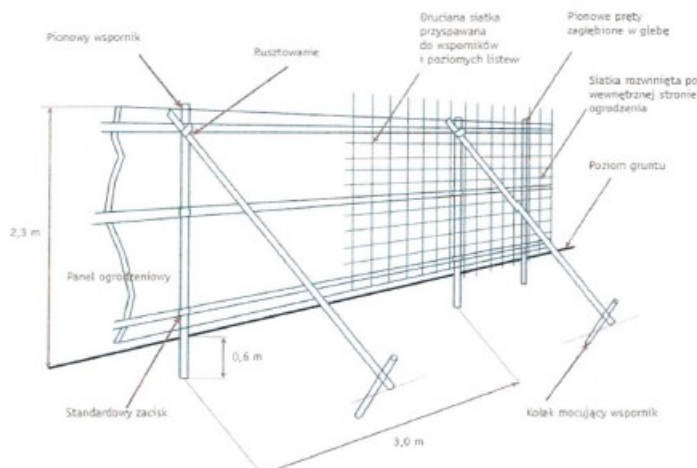 Pionowy wspornik
Rusztowanie
Druciana siatka
przyspawana
do wsporników
i poziomych listew
Pionowe pręty
zagłębione w glebę
Siatka rozwinięta po
wewnętrznej stronie
ogrodzenia
Poziom gruntu
2,3 m
Panel ogrodzeniowy
0,6 m
Standardowy zacisk
3,0 m
Kołek mocujący wspornik